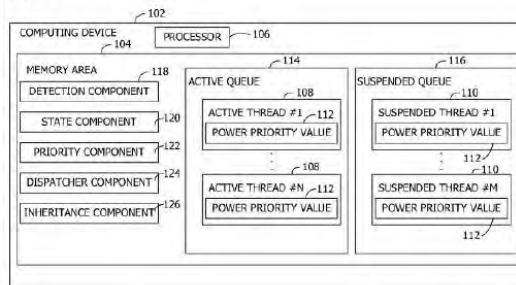 102
COMPUTING DEVICE
PROCESSOR
106
104
MEMORY AREA
118
DETECTION COMPONENT
STATE COMPONENT
120
PRIORITY COMPONENT
122
DISPATCHER COMPONENT
124
INHERITANCE COMPONENT
126
114
ACTIVE QUEUE
108
ACTIVE THREAD #1
112
POWER PRIORITY VALUE
108
ACTIVE THREAD #N
112
POWER PRIORITY VALUE
116
SUSPENDED QUEUE
110
SUSPENDED THREAD #1
POWER PRIORITY VALUE
112
110
SUSPENDED THREAD #M
POWER PRIORITY VALUE
112